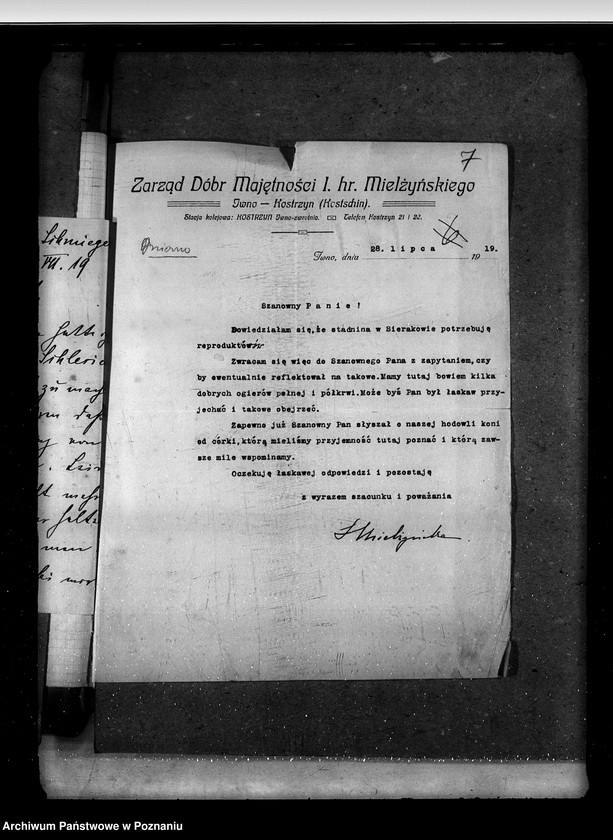 7
Zarząd Dóbr Majętności I. hr. Mielżyńskiego
Iwno — Kostrzyn (Kostschin).
Stacja kolejowa: KOSTRZYN Iwno-zwrotnia. Telefon Kostrzyn 21 i 22.
28. lipca 19.
Iwno, dnia 19
Szanowny Panie!
Dowiedziałam się, że stadnina w Sierakowie potrzebuję
reproduktórów
Zwracam się więc do Szanownego Pana z zapytaniem, czy
by ewentualnie reflektował na takowe. Mamy tutaj bowiem kilka
dobrych ogierów pełnej i półkrwi. Może byś Pan był łaskaw przy-
jechać i takowe obejrzeć.
Zapewne już Szanowny Pan słyszał o naszej hodowli koni
od córki, którą mieliśmy przyjemność tutaj poznać i którą zaw-
sze mile wspominamy.
Oczekuję łaskawej odpowiedzi i pozostaję
z wyrazem szacunku i poważania
VII. 19
Archiwum Państwowe w Poznaniu